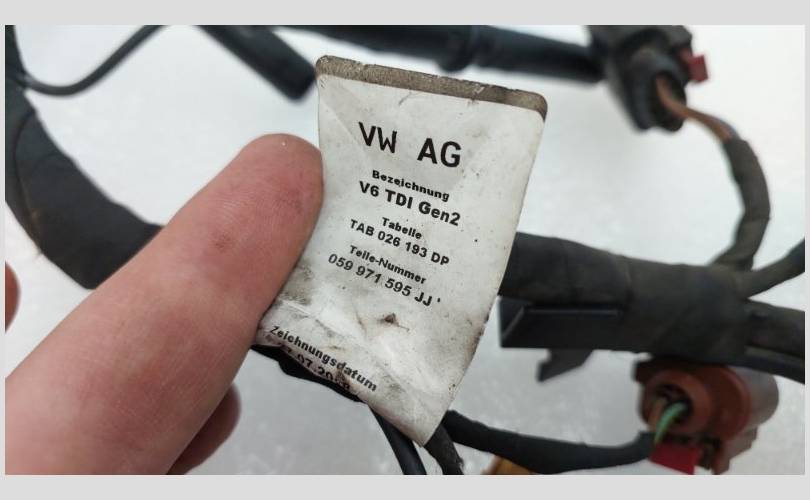 VW AG
Bezeichnung
V6 TDI Gen2
Tabelle
TAB 026 193 DP
Teile-Nummer
059 971 595 JJ
Zeichnungsdatum